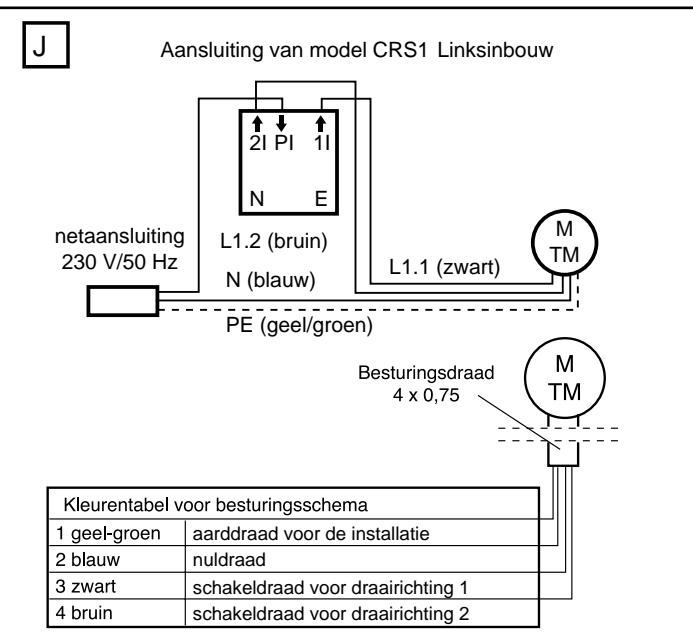 J
Aansluiting van model CRS1 Linksinbouw
2I PI 1I
N E
netaansluiting
230 V/50 Hz
L1.2 (bruin)
N (blauw)
L1.1 (zwart)
PE (geel/groen)
M
TM
Besturingsdraad
4 x 0,75
M
TM
Kleurentabel voor besturingsschema
1 geel-groen aarddraad voor de installatie
2 blauw nuldraad
3 zwart schakeldraad voor draairichting 1
4 bruin schakeldraad voor draairichting 2